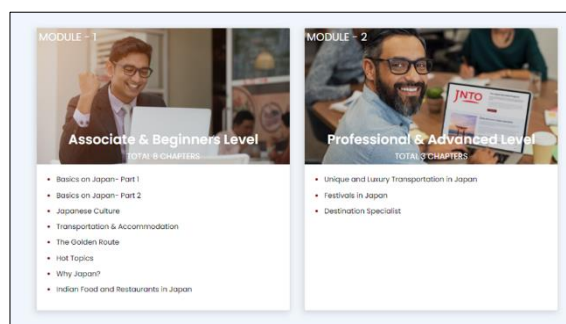 MODULE - 1
Associate & Beginners Level
TOTAL 8 CHAPTERS
• Basics on Japan- Part 1
• Basics on Japan- Part 2
• Japanese Culture
• Transportation & Accommodation
• The Golden Route
• Hot Topics
• Why Japan?
• Indian Food and Restaurants in Japan
MODULE - 2
JNTO
Professional & Advanced Level
TOTAL 3 CHAPTERS
• Unique and Luxury Transportation in Japan
• Festivals in Japan
• Destination Specialist